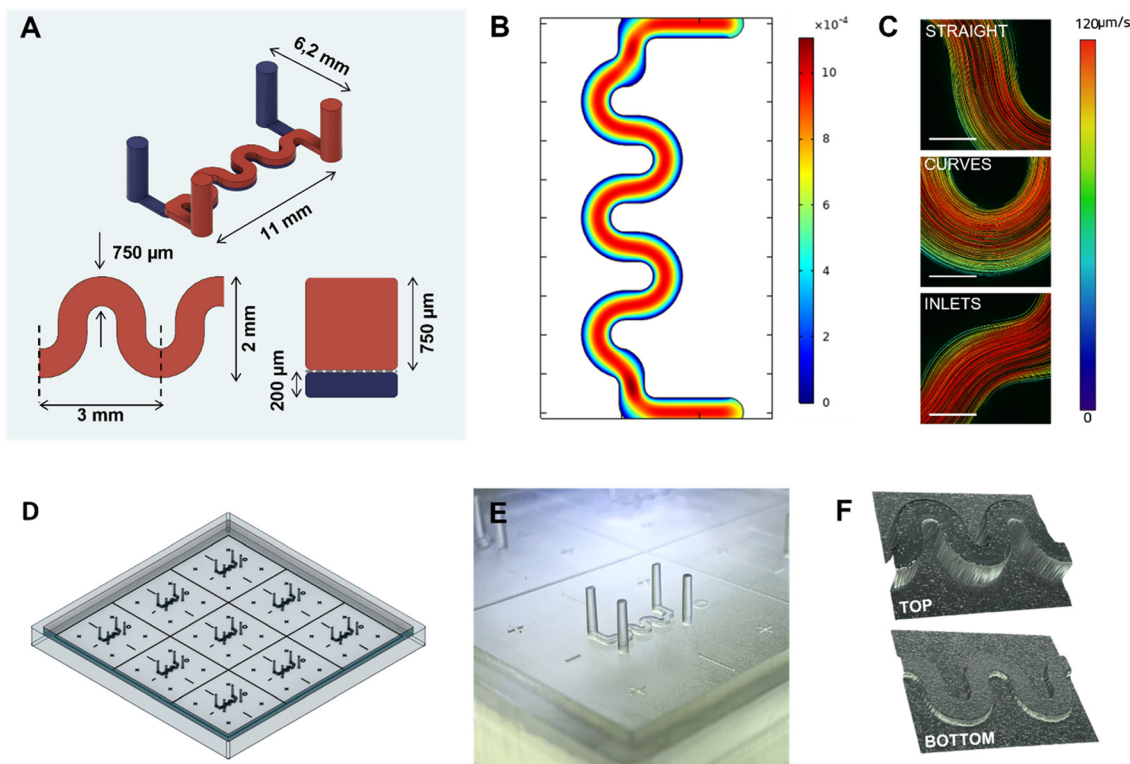 A
6,2 mm
11 mm
750 µm
2 mm
3 mm
750 µm
200 µm
B
×10⁻⁴
10
8
6
4
2
0
C
120µm/s
STRAIGHT
CURVES
INLETS
0
D
E
F
TOP
BOTTOM